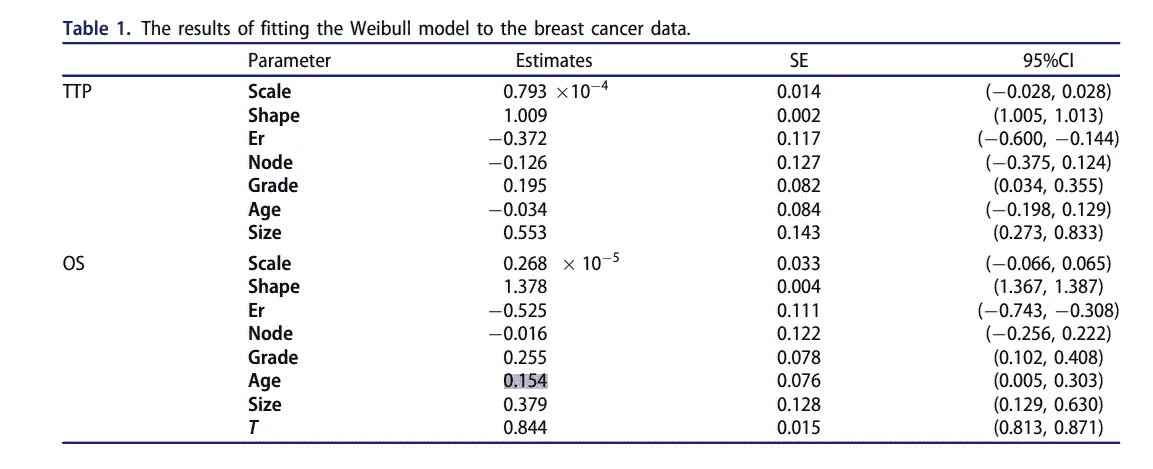 Table 1. The results of fitting the Weibull model to the breast cancer data.
Parameter Estimates SE 95%CI
TTP Scale 0.793 ×10−4 0.014 (−0.028, 0.028)
Shape 1.009 0.002 (1.005, 1.013)
Er −0.372 0.117 (−0.600, −0.144)
Node −0.126 0.127 (−0.375, 0.124)
Grade 0.195 0.082 (0.034, 0.355)
Age −0.034 0.084 (−0.198, 0.129)
Size 0.553 0.143 (0.273, 0.833)
OS Scale 0.268 × 10−5 0.033 (−0.066, 0.065)
Shape 1.378 0.004 (1.367, 1.387)
Er −0.525 0.111 (−0.743, −0.308)
Node −0.016 0.122 (−0.256, 0.222)
Grade 0.255 0.078 (0.102, 0.408)
Age 0.154 0.076 (0.005, 0.303)
Size 0.379 0.128 (0.129, 0.630)
T 0.844 0.015 (0.813, 0.871)